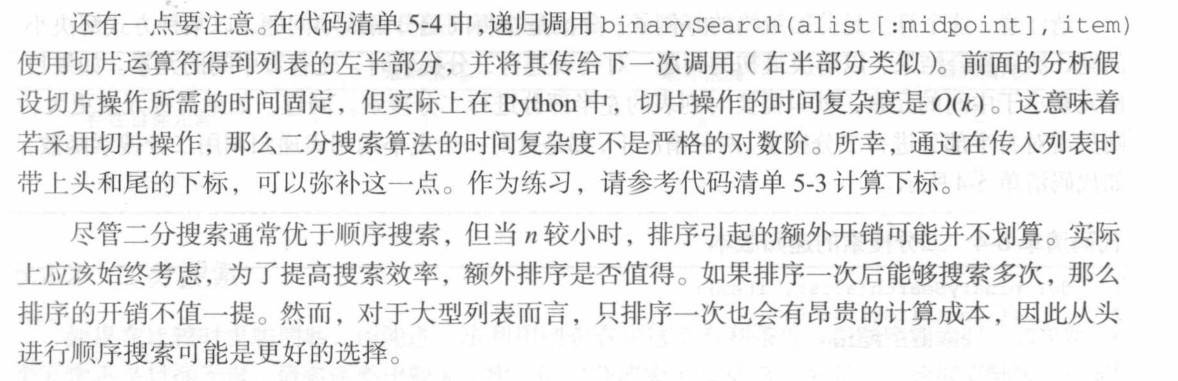 还有一点要注意。在代码清单 5-4 中，递归调用 binarySearch(alist[:midpoint],item)
使用切片运算符得到列表的左半部分，并将其传给下一次调用（右半部分类似）。前面的分析假
设切片操作所需的时间固定，但实际上在 Python 中，切片操作的时间复杂度是 O(k)。这意味着
若采用切片操作，那么二分搜索算法的时间复杂度不是严格的对数阶。所幸，通过在传入列表时
带上头和尾的下标，可以弥补这一点。作为练习，请参考代码清单 5-3 计算下标。
尽管二分搜索通常优于顺序搜索，但当 n 较小时，排序引起的额外开销可能并不划算。实际
上应该始终考虑，为了提高搜索效率，额外排序是否值得。如果排序一次后能够搜索多次，那么
排序的开销不值一提。然而，对于大型列表而言，只排序一次也会有昂贵的计算成本，因此从头
进行顺序搜索可能是更好的选择。